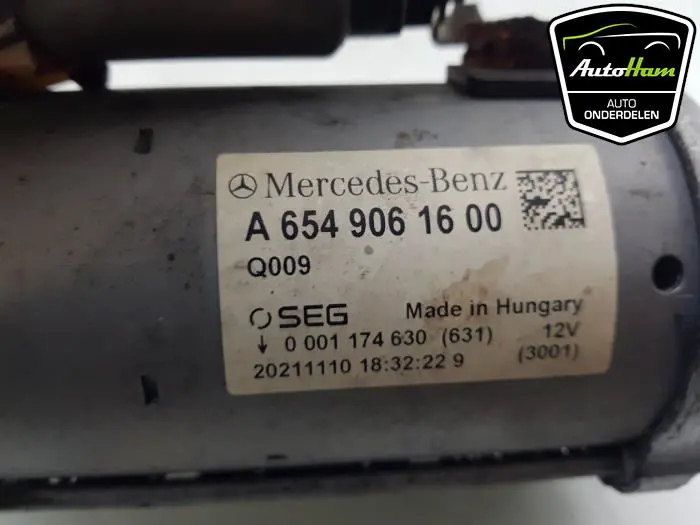 AutoHam
AUTO
ONDERDELEN
Mercedes-Benz
A 654 906 16 00
Q009
SEG Made in Hungary
↓ 0 001 174 630 (631) 12V
20211110 18:32:22 9 (3001)